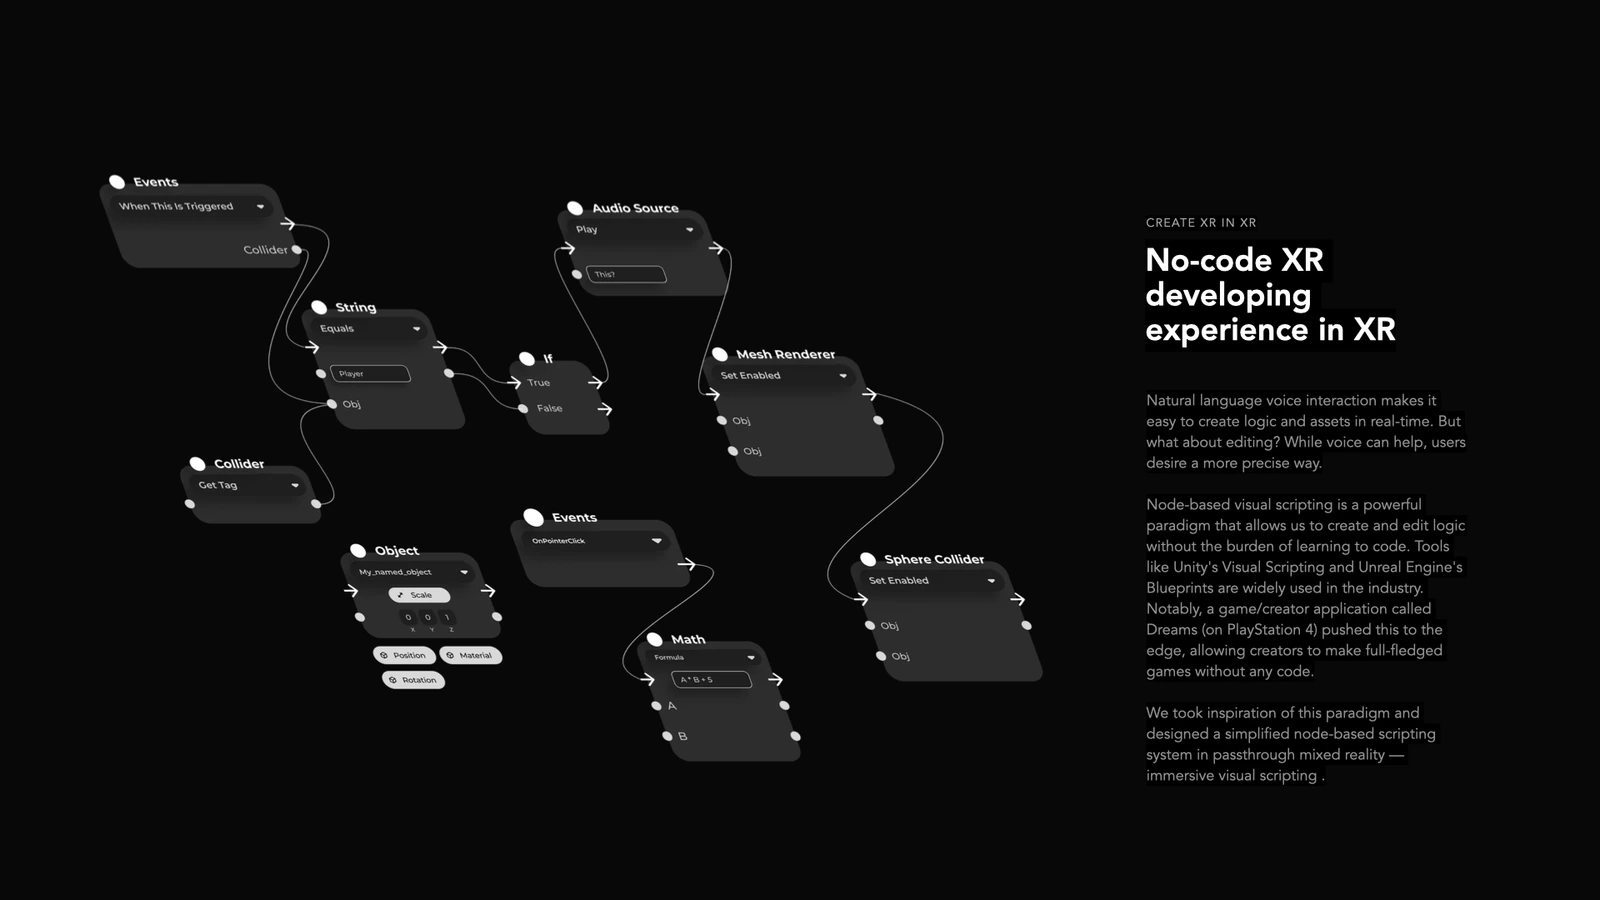 Events
When This Is Triggered
Collider
String
Equals
Player
Obj
Collider
Get Tag
If
True
False
Audio Source
Play
This?
Mesh Renderer
Set Enabled
Obj
Obj
Sphere Collider
Set Enabled
Obj
Obj
Object
My_named_object
Scale
0 0 1
X Y Z
Position
Material
Rotation
Events
OnPointerClick
Math
Formula
A * B + 5
A
B
CREATE XR IN XR
No-code XR
developing
experience in XR
Natural language voice interaction makes it
easy to create logic and assets in real-time. But
what about editing? While voice can help, users
desire a more precise way.
Node-based visual scripting is a powerful
paradigm that allows us to create and edit logic
without the burden of learning to code. Tools
like Unity's Visual Scripting and Unreal Engine's
Blueprints are widely used in the industry.
Notably, a game/creator application called
Dreams (on PlayStation 4) pushed this to the
edge, allowing creators to make full-fledged
games without any code.
We took inspiration of this paradigm and
designed a simplified node-based scripting
system in passthrough mixed reality —
immersive visual scripting .